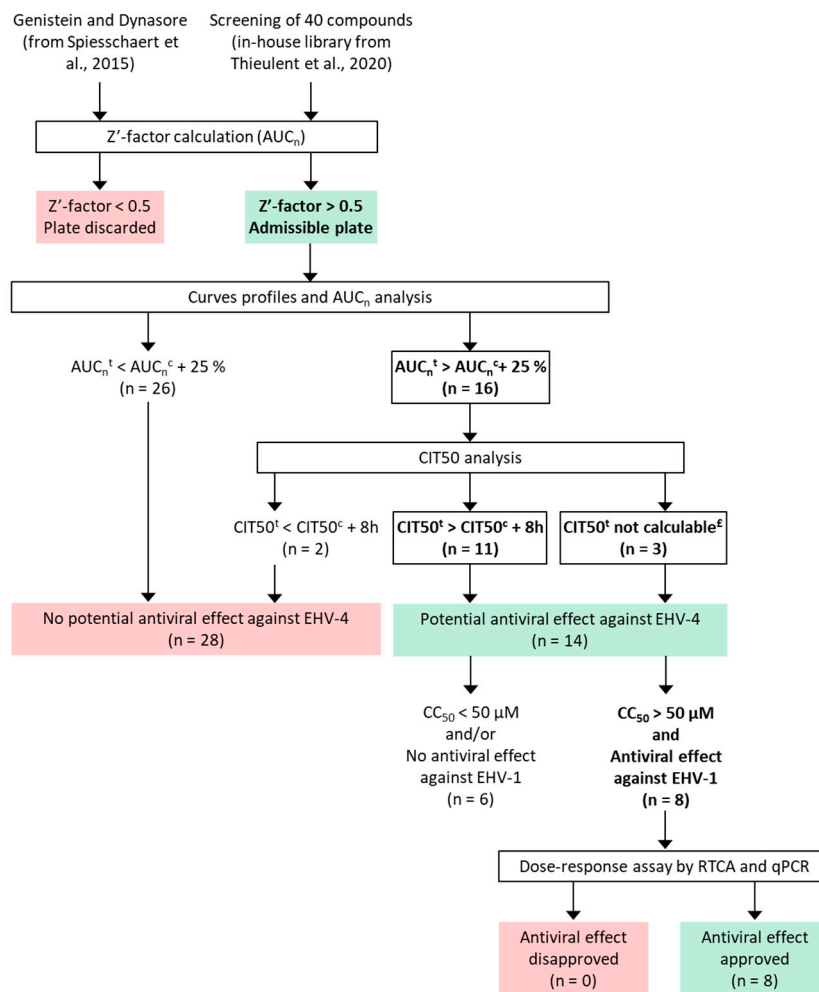 Genistein and Dynasore
(from Spiesschaert et
al., 2015)
Screening of 40 compounds
(in-house library from
Thieulent et al., 2020)
Z’-factor calculation (AUCₙ)
Z’-factor < 0.5
Plate discarded
Z’-factor > 0.5
Admissible plate
Curves profiles and AUCₙ analysis
AUCₙᵗ < AUCₙᶜ + 25 %
(n = 26)
AUCₙᵗ > AUCₙᶜ+ 25 %
(n = 16)
CIT50 analysis
CIT50ᵗ < CIT50ᶜ + 8h
(n = 2)
CIT50ᵗ > CIT50ᶜ + 8h
(n = 11)
CIT50ᵗ not calculable£
(n = 3)
No potential antiviral effect against EHV-4
(n = 28)
Potential antiviral effect against EHV-4
(n = 14)
CC₅₀ < 50 µM
and/or
No antiviral effect
against EHV-1
(n = 6)
CC₅₀ > 50 µM
and
Antiviral effect
against EHV-1
(n = 8)
Dose-response assay by RTCA and qPCR
Antiviral effect
disapproved
(n = 0)
Antiviral effect
approved
(n = 8)